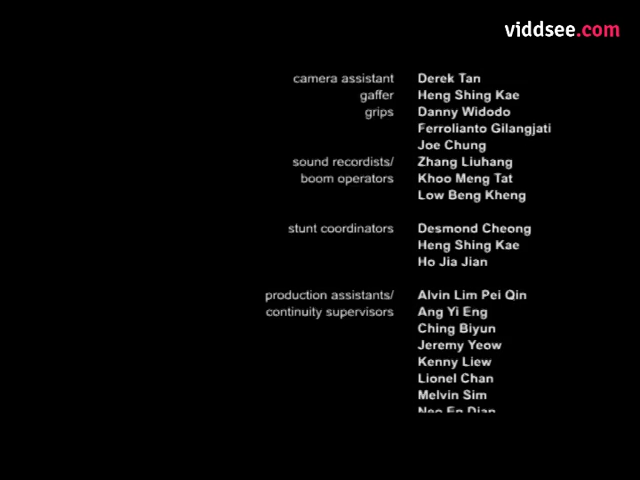 viddsee.com
camera assistant Derek Tan
gaffer Heng Shing Kae
grips Danny Widodo
Ferrolianto Gilangjati
Joe Chung
sound recordists/ Zhang Liuhang
boom operators Khoo Meng Tat
Low Beng Kheng
stunt coordinators Desmond Cheong
Heng Shing Kae
Ho Jia Jian
production assistants/ Alvin Lim Pei Qin
continuity supervisors Ang Yi Eng
Ching Biyun
Jeremy Yeow
Kenny Liew
Lionel Chan
Melvin Sim
Neo En Dian